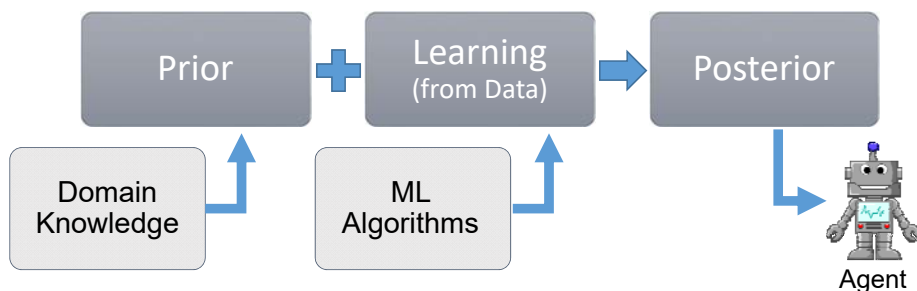 Prior
Learning
(from Data)
Posterior
Domain
Knowledge
ML
Algorithms
Agent